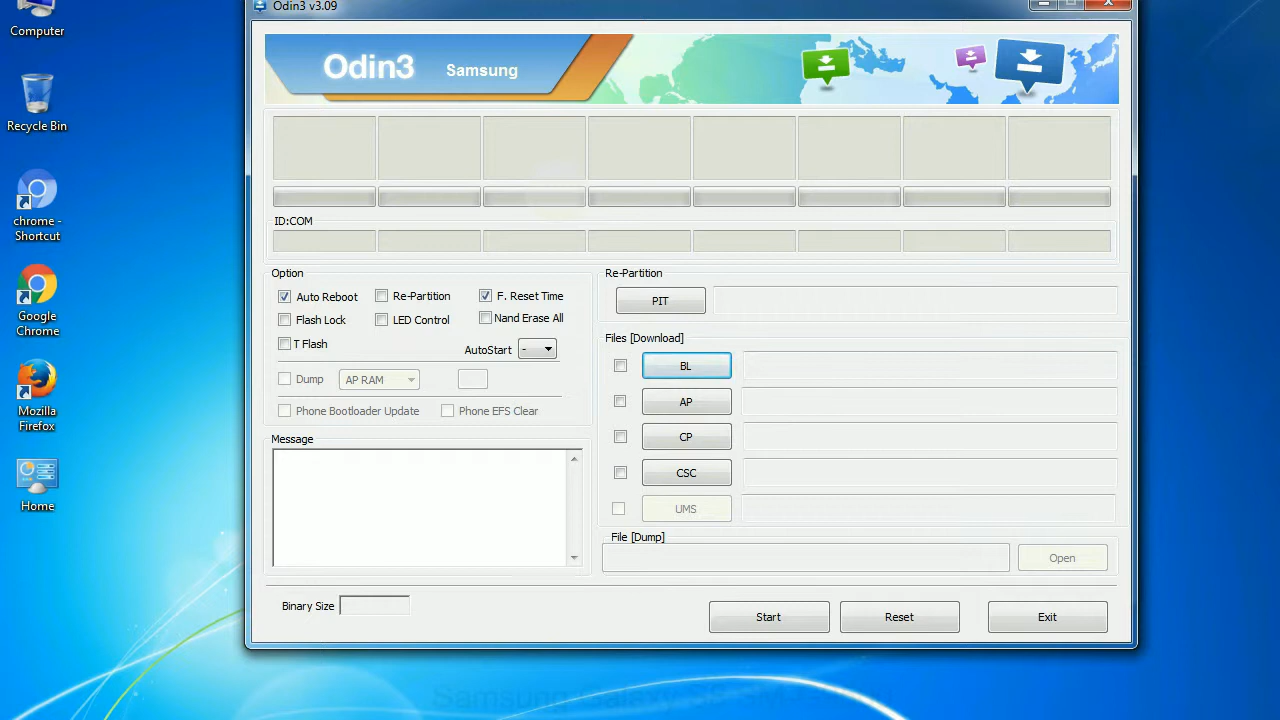 Computer
Recycle Bin
chrome -
Shortcut
Google
Chrome
Mozilla
Firefox
Home
Odin3 v3.09
Odin3 Samsung
ID:COM
Option
Auto Reboot
Re-Partition
F. Reset Time
Flash Lock
LED Control
Nand Erase All
T Flash
AutoStart -
Dump AP RAM
Phone Bootloader Update
Phone EFS Clear
Message
Re-Partition
PIT
Files [Download]
BL
AP
CP
CSC
UMS
File [Dump]
Open
Binary Size
Start
Reset
Exit